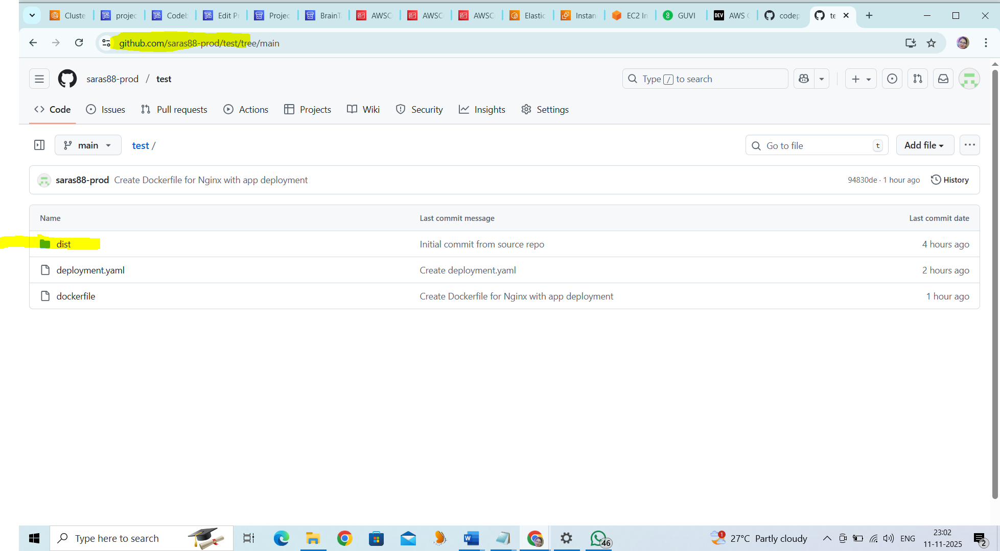 Cluste
projec
Codeb
Edit Pr
Projec
BrainTa
AWSC
AWSC
AWSC
Elastic
Instan
EC2 In
GUVI
DEV
AWS C
codep
te
github.com/saras88-prod/test/tree/main
saras88-prod / test
Type / to search
Code
Issues
Pull requests
Actions
Projects
Wiki
Security
Insights
Settings
main
test /
Go to file
t
Add file
saras88-prod Create Dockerfile for Nginx with app deployment
94830de · 1 hour ago
History
Name
Last commit message
Last commit date
dist
Initial commit from source repo
4 hours ago
deployment.yaml
Create deployment.yaml
2 hours ago
dockerfile
Create Dockerfile for Nginx with app deployment
1 hour ago
Type here to search
W
46
1
27°C Partly cloudy
ENG
23:02
11-11-2025
2